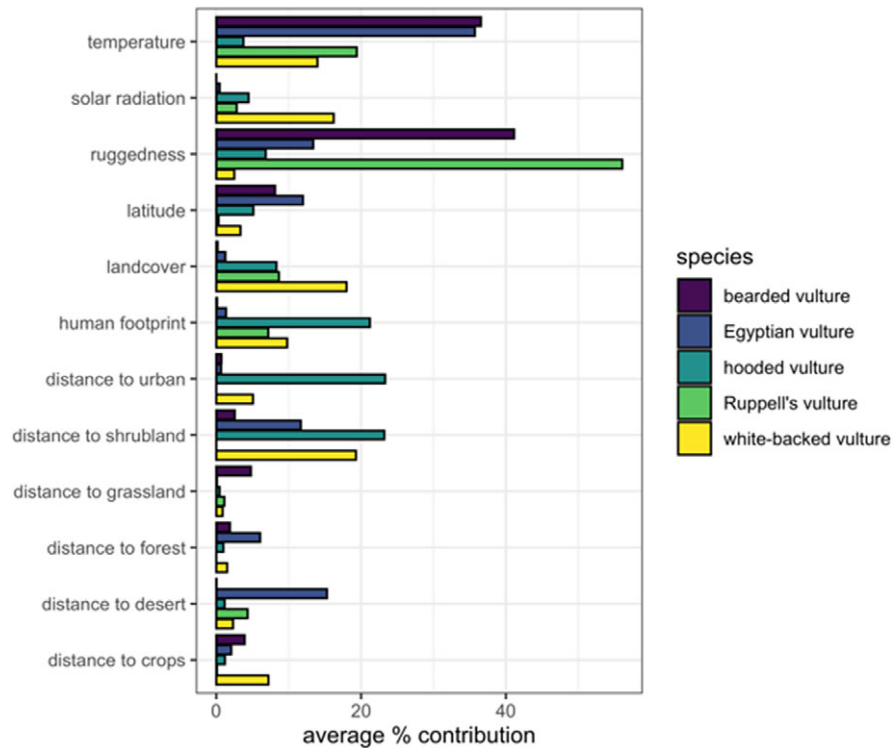 temperature
solar radiation
ruggedness
latitude
landcover
human footprint
distance to urban
distance to shrubland
distance to grassland
distance to forest
distance to desert
distance to crops
0 20 40
average % contribution
species
bearded vulture
Egyptian vulture
hooded vulture
Ruppell's vulture
white-backed vulture